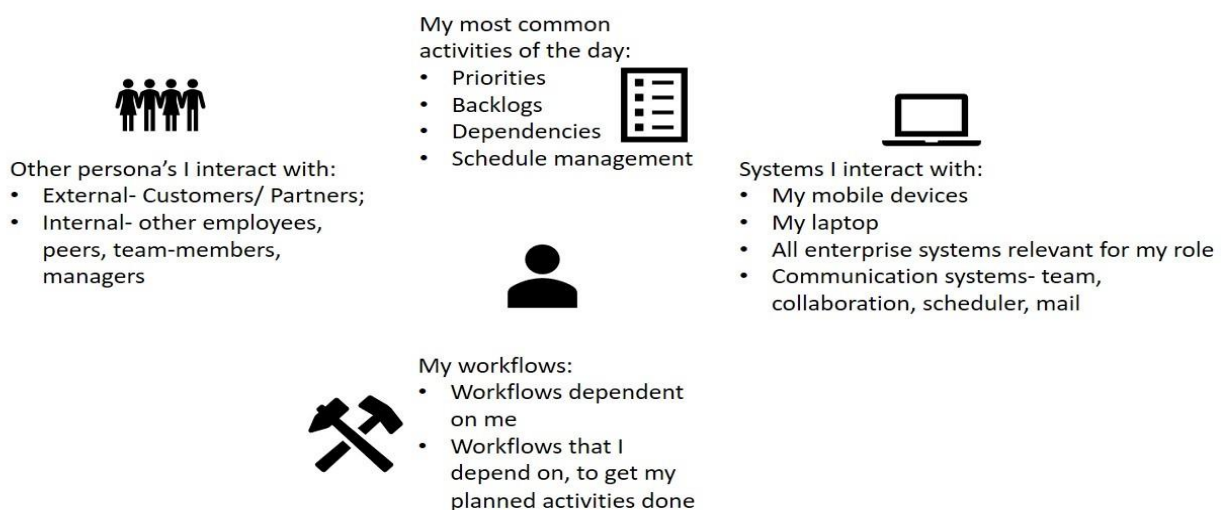 My most common
activities of the day:
• Priorities
• Backlogs
• Dependencies
• Schedule management
Other persona's I interact with:
• External- Customers/ Partners;
• Internal- other employees,
peers, team-members,
managers
Systems I interact with:
• My mobile devices
• My laptop
• All enterprise systems relevant for my role
• Communication systems- team,
collaboration, scheduler, mail
My workflows:
• Workflows dependent
on me
• Workflows that I
depend on, to get my
planned activities done